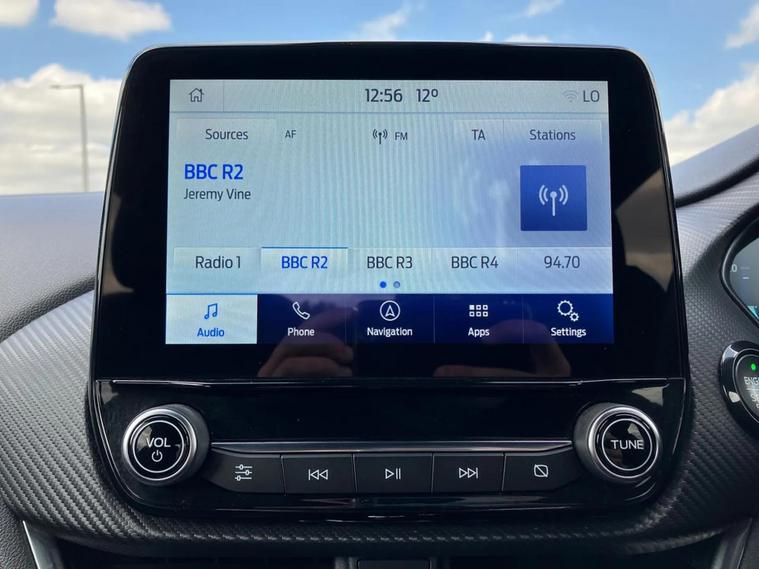 12:56 12° LO
Sources AF FM TA Stations
BBC R2
Jeremy Vine
Radio 1 BBC R2 BBC R3 BBC R4 94.70
Audio Phone Navigation Apps Settings
VOL TUNE